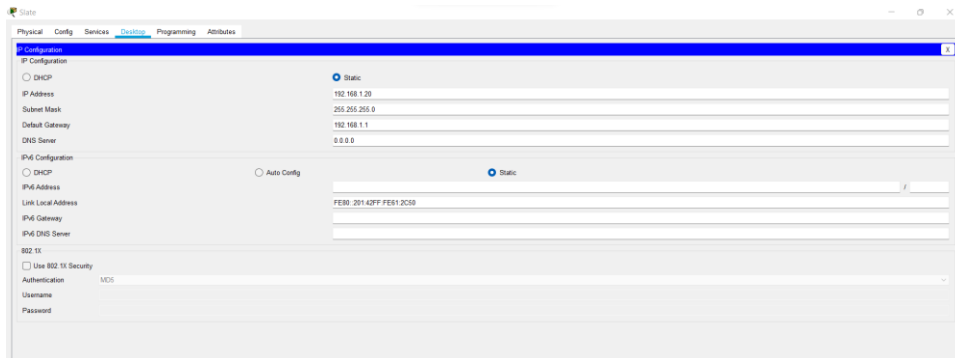 Slate
Physical Config Services Desktop Programming Attributes
IP Configuration X
IP Configuration
DHCP Static
IP Address 192.168.1.20
Subnet Mask 255.255.255.0
Default Gateway 192.168.1.1
DNS Server 0.0.0.0
IPv6 Configuration
DHCP Auto Config Static
IPv6 Address /
Link Local Address FE80::201:42FF:FE61:2C50
IPv6 Gateway
IPv6 DNS Server
802.1X
Use 802.1X Security
Authentication MD5
Username
Password